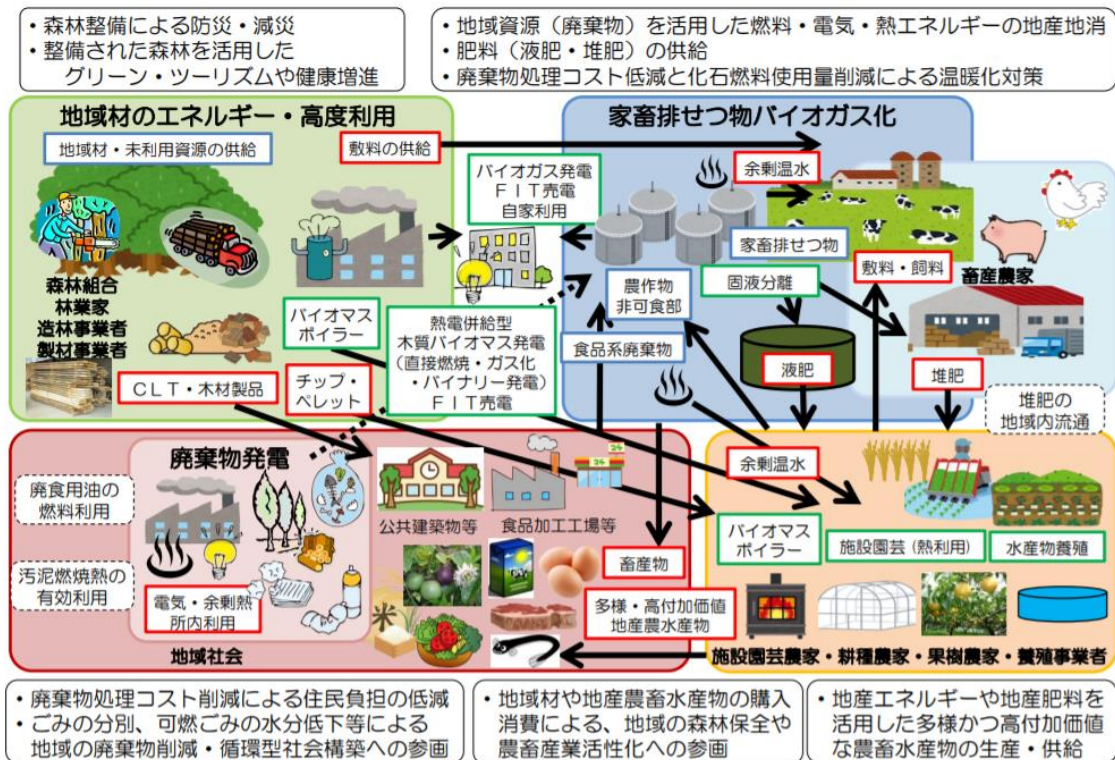 ・森林整備による防災・減災
・整備された森林を活用した
グリーン・ツーリズムや健康増進
・地域資源（廃棄物）を活用した燃料・電気・熱エネルギーの地産地消
・肥料（液肥・堆肥）の供給
・廃棄物処理コスト低減と化石燃料使用量削減による温暖化対策
地域材のエネルギー・高度利用
地域材・未利用資源の供給
敷料の供給
森林組合
林業家
造林事業者
製材事業者
バイオマス
ボイラー
CLT・木材製品
チップ・
ペレット
バイオガス発電
FIT売電
自家利用
熱電併給型
木質バイオマス発電
（直接燃焼・ガス化
・バイナリー発電）
FIT売電
家畜排せつ物バイオガス化
余剰温水
家畜排せつ物
農作物
非可食部
固液分離
敷料・飼料
畜産農家
食品系廃棄物
液肥
堆肥
堆肥の
地域内流通
廃棄物発電
廃食用油の
燃料利用
汚泥燃焼熱の
有効利用
電気・余剰熱
所内利用
地域社会
公共建築物等
食品加工工場等
24
米
畜産物
多様・高付加価値
地産農水産物
余剰温水
バイオマス
ボイラー
施設園芸（熱利用）
水産物養殖
施設園芸農家・耕種農家・果樹農家・養殖事業者
・廃棄物処理コスト削減による住民負担の低減
・ごみの分別、可燃ごみの水分低下等による
地域の廃棄物削減・循環型社会構築への参画
・地域材や地産農畜水産物の購入
消費による、地域の森林保全や
農畜産業活性化への参画
・地産エネルギーや地産肥料を
活用した多様かつ高付加価値
な農畜水産物の生産・供給